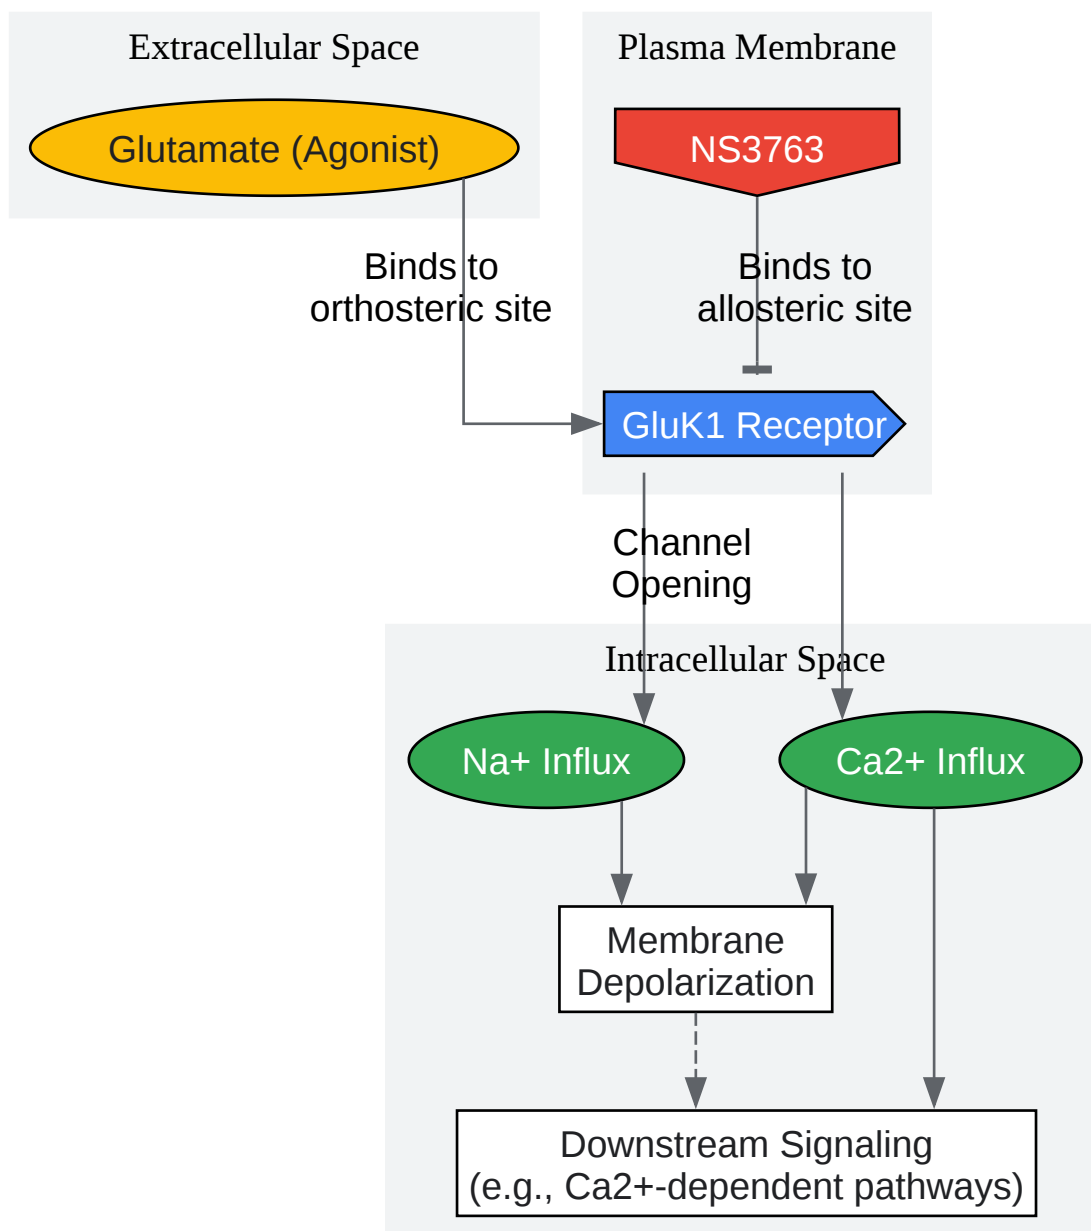 Extracellular Space
Plasma Membrane
Glutamate (Agonist)
NS3763
Binds to
orthosteric site
Binds to
allosteric site
GluK1 Receptor
Channel
Opening
Intracellular Space
Na+ Influx
Ca2+ Influx
Membrane
Depolarization
Downstream Signaling
(e.g., Ca2+-dependent pathways)